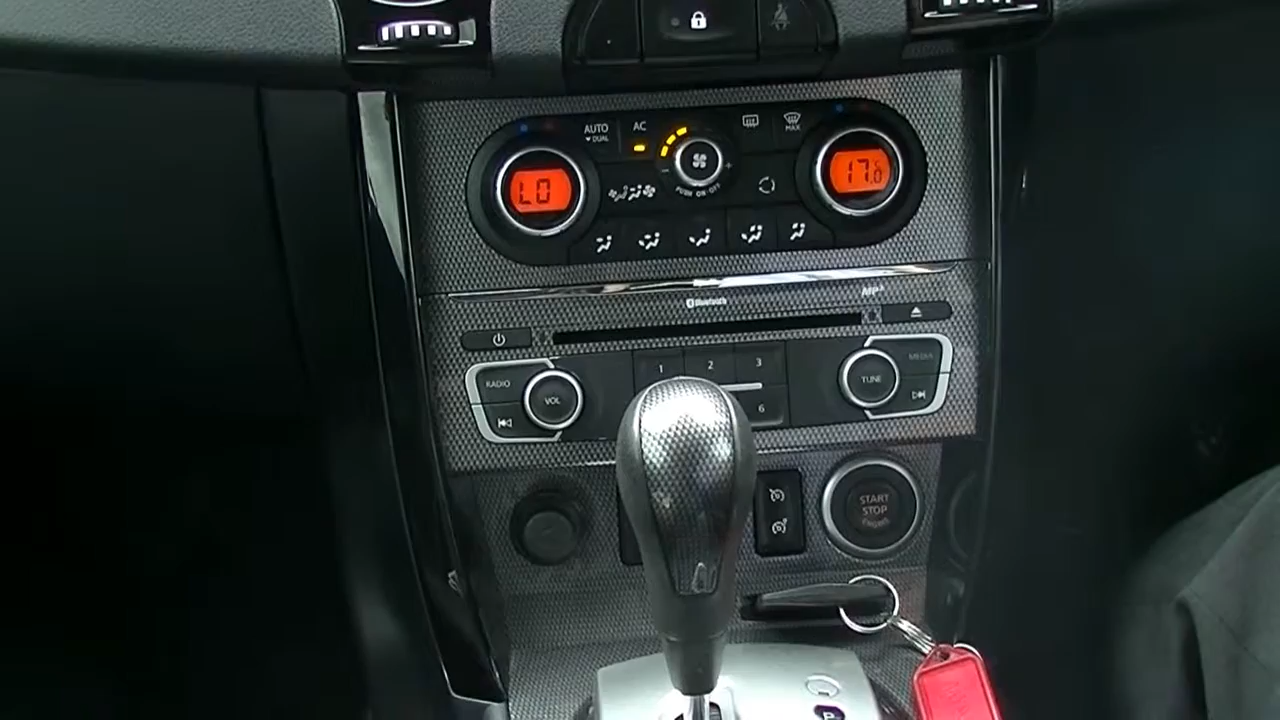 AUTO
DUAL
AC
MAX
LO
17.0
PUSH ON-OFF
Bluetooth
MP3
1
2
3
RADIO
VOL
TUNE
MEDIA
6
START
STOP
P